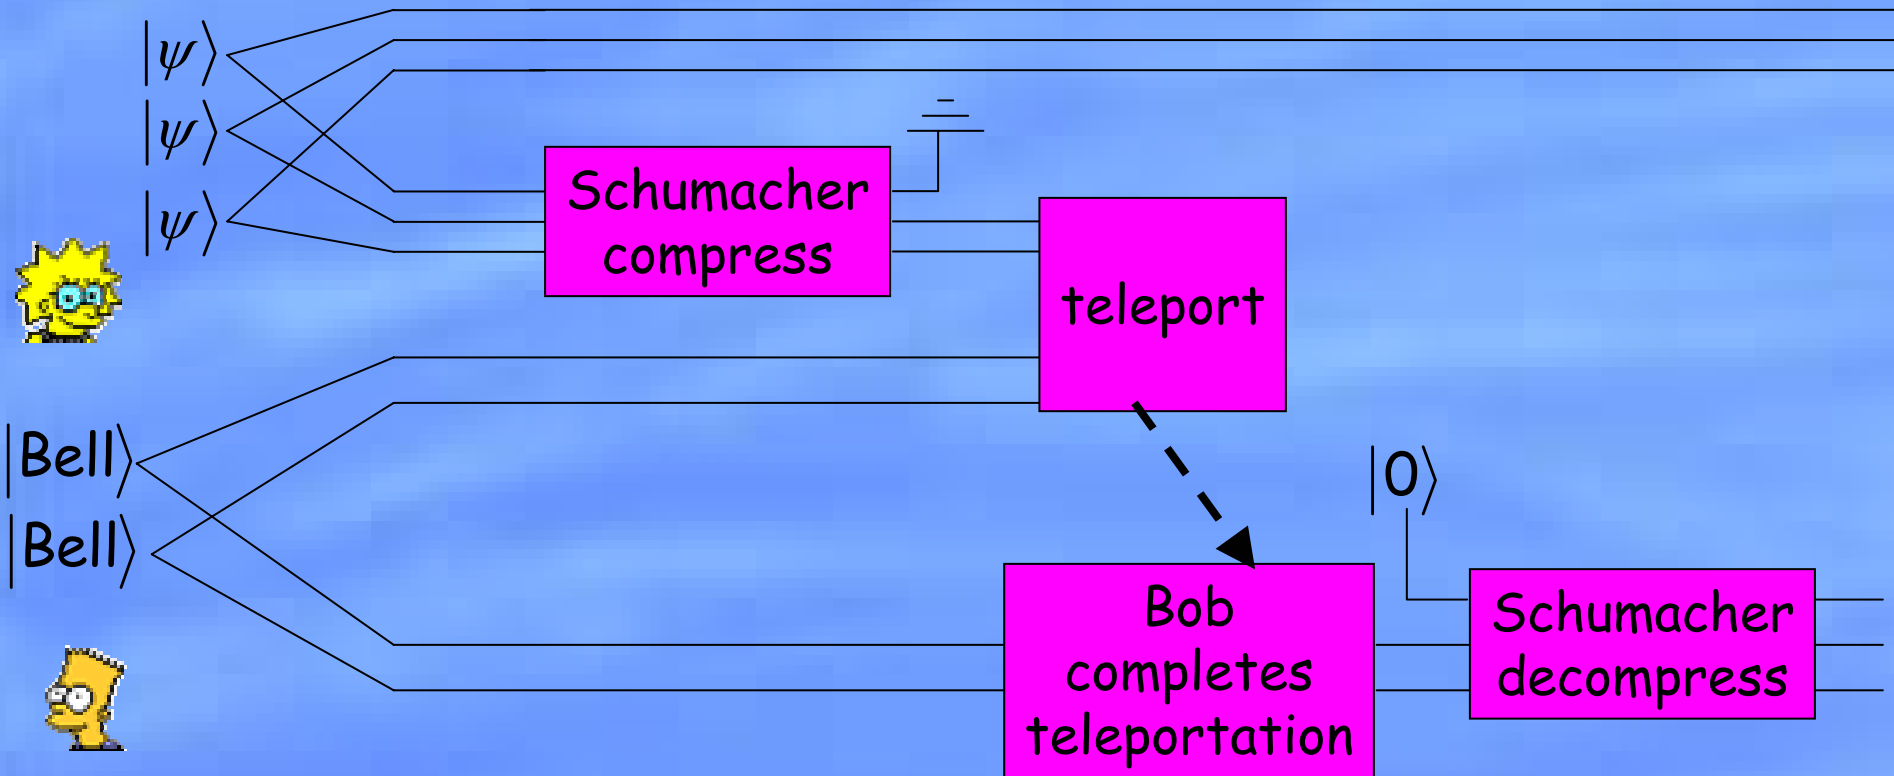 |ψ⟩
|ψ⟩
|ψ⟩
Schumacher
compress
teleport
|Bell⟩
|Bell⟩
|0⟩
Bob
completes
teleportation
Schumacher
decompress